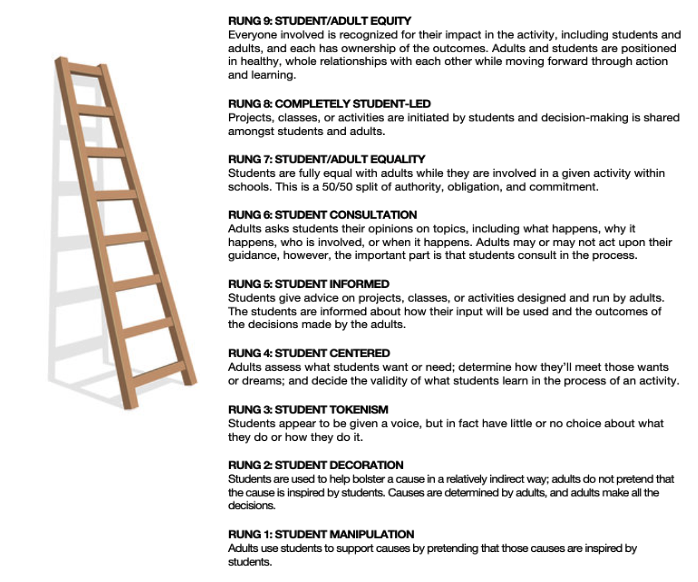 RUNG 9: STUDENT/ADULT EQUITY
Everyone involved is recognized for their impact in the activity, including students and
adults, and each has ownership of the outcomes. Adults and students are positioned
in healthy, whole relationships with each other while moving forward through action
and learning.
RUNG 8: COMPLETELY STUDENT-LED
Projects, classes, or activities are initiated by students and decision-making is shared
amongst students and adults.
RUNG 7: STUDENT/ADULT EQUALITY
Students are fully equal with adults while they are involved in a given activity within
schools. This is a 50/50 split of authority, obligation, and commitment.
RUNG 6: STUDENT CONSULTATION
Adults asks students their opinions on topics, including what happens, why it
happens, who is involved, or when it happens. Adults may or may not act upon their
guidance, however, the important part is that students consult in the process.
RUNG 5: STUDENT INFORMED
Students give advice on projects, classes, or activities designed and run by adults.
The students are informed about how their input will be used and the outcomes of
the decisions made by the adults.
RUNG 4: STUDENT CENTERED
Adults assess what students want or need; determine how they'll meet those wants
or dreams; and decide the validity of what students learn in the process of an activity.
RUNG 3: STUDENT TOKENISM
Students appear to be given a voice, but in fact have little or no choice about what
they do or how they do it.
RUNG 2: STUDENT DECORATION
Students are used to help bolster a cause in a relatively indirect way; adults do not pretend that
the cause is inspired by students. Causes are determined by adults, and adults make all the
decisions.
RUNG 1: STUDENT MANIPULATION
Adults use students to support causes by pretending that those causes are inspired by
students.